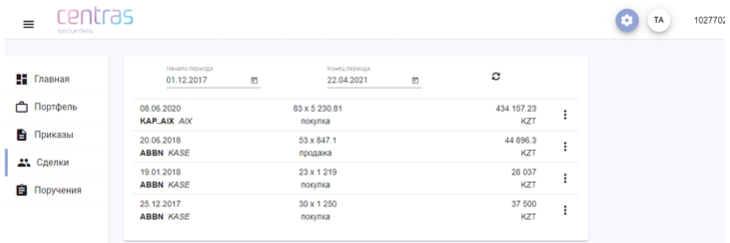 centras
securities
TA
1027702
Главная
Портфель
Приказы
Сделки
Поручения
Начало периода
Конец периода
01.12.2017
22.04.2021
08.06.2020 83 x 5 230.81 434 157.23
KAP..AIX AIX покупка KZT
20.06.2018 53 x 847.1 44 896.3
ABBN KASE продажа KZT
19.01.2018 23 x 1 219 28 037
ABBN KASE покупка KZT
25.12.2017 30 x 1 250 37 500
ABBN KASE покупка KZT